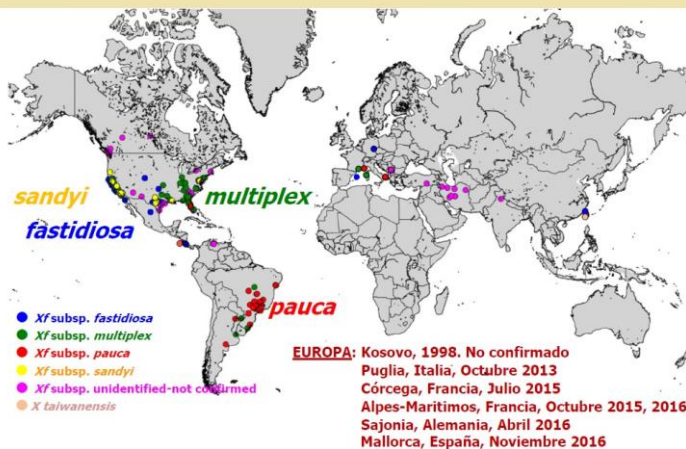 sandyi
multiplex
fastidiosa
pauca
Xf subsp. fastidiosa
Xf subsp. multiplex
Xf subsp. pauca
Xf subsp. sandyi
Xf subsp. unidentified-not confirmed
X taiwanensis
EUROPA: Kosovo, 1998. No confirmado
Puglia, Italia, Octubre 2013
Córcega, Francia, Julio 2015
Alpes-Maritimos, Francia, Octubre 2015, 2016
Sajonia, Alemania, Abril 2016
Mallorca, España, Noviembre 2016